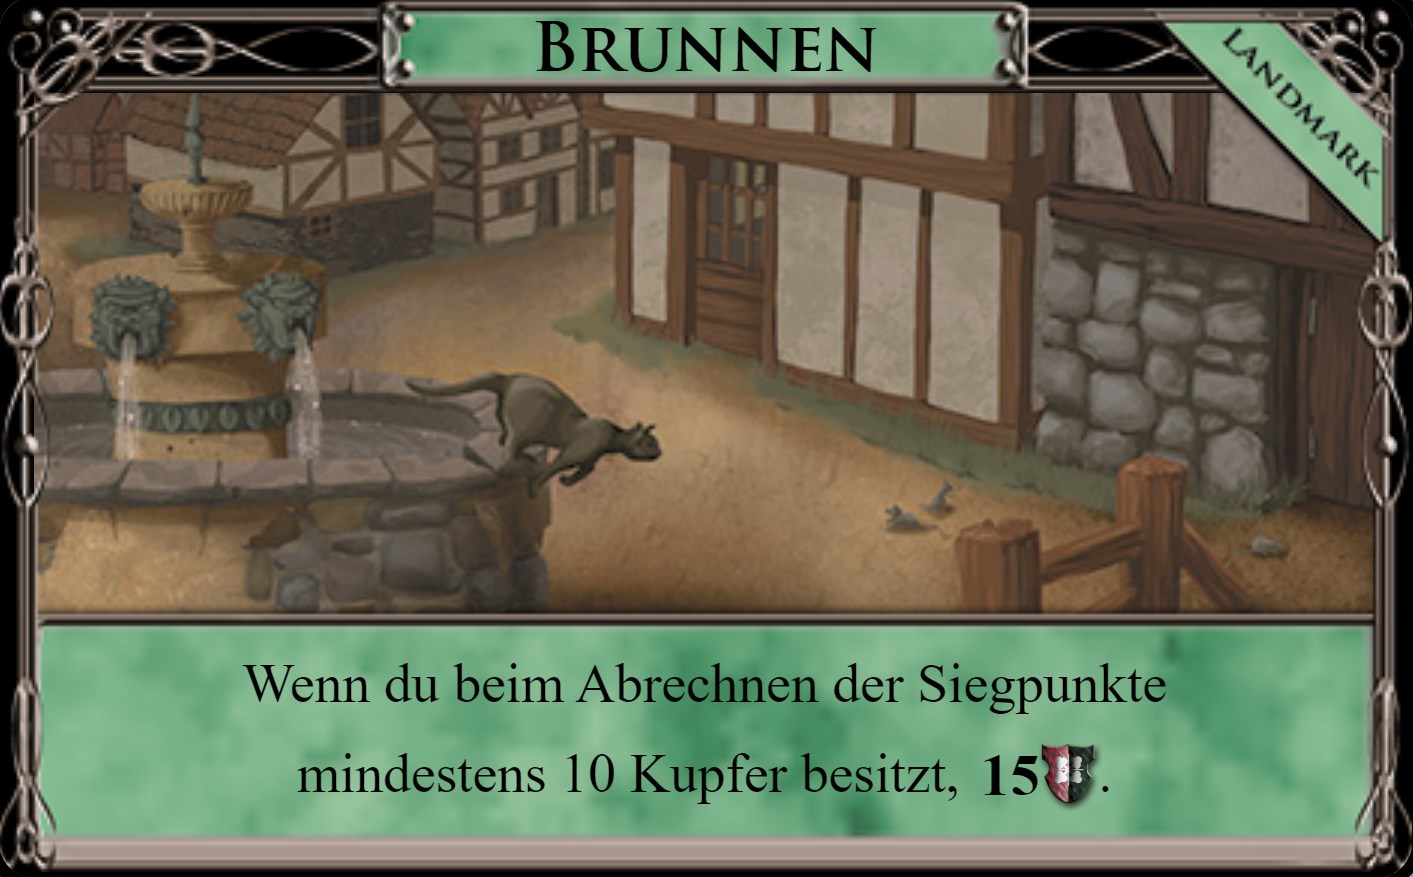 BRUNNEN
LANDMARK
Wenn du beim Abrechnen der Siegpunkte
mindestens 10 Kupfer besitzt, 15.